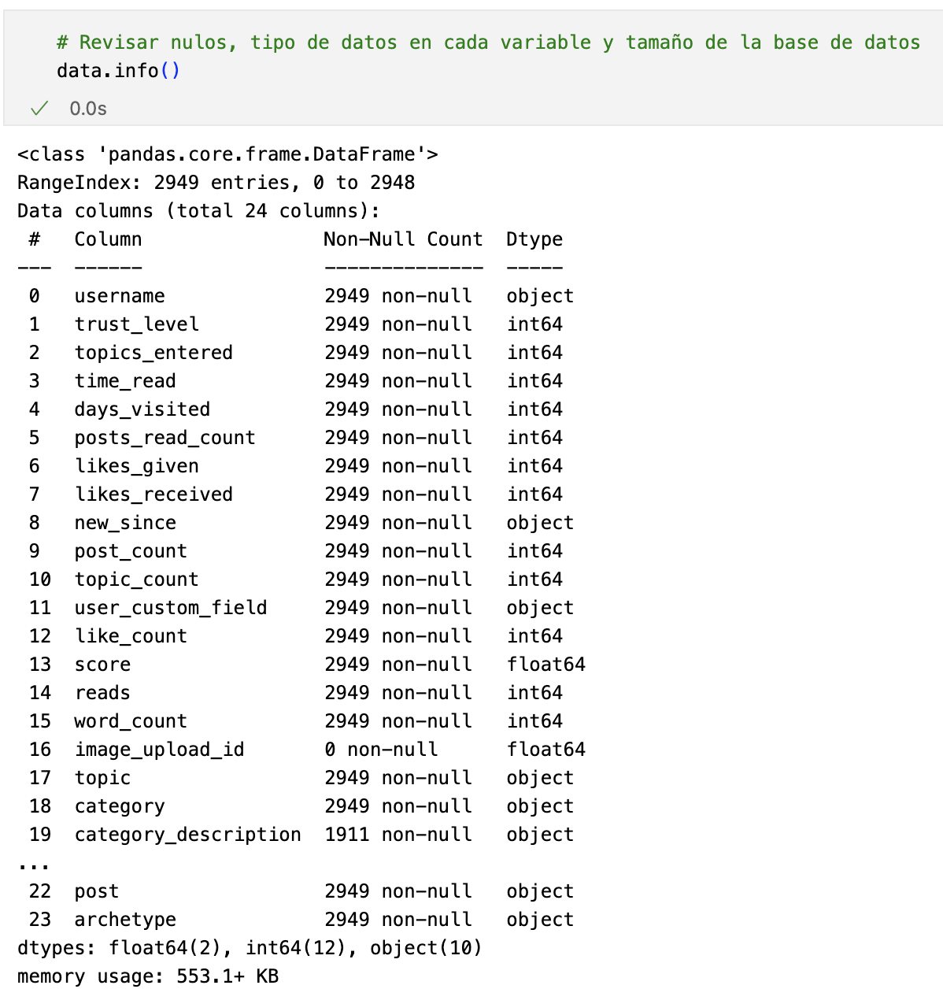 # Revisar nulos, tipo de datos en cada variable y tamaño de la base de datos
data.info()
0.0s
<class 'pandas.core.frame.DataFrame'>
RangeIndex: 2949 entries, 0 to 2948
Data columns (total 24 columns):
 #   Column                Non-Null Count  Dtype
---  ------                --------------  -----
 0   username              2949 non-null   object
 1   trust_level           2949 non-null   int64
 2   topics_entered        2949 non-null   int64
 3   time_read             2949 non-null   int64
 4   days_visited          2949 non-null   int64
 5   posts_read_count      2949 non-null   int64
 6   likes_given           2949 non-null   int64
 7   likes_received        2949 non-null   int64
 8   new_since             2949 non-null   object
 9   post_count            2949 non-null   int64
 10  topic_count           2949 non-null   int64
 11  user_custom_field     2949 non-null   object
 12  like_count            2949 non-null   int64
 13  score                 2949 non-null   float64
 14  reads                 2949 non-null   int64
 15  word_count            2949 non-null   int64
 16  image_upload_id       0 non-null      float64
 17  topic                 2949 non-null   object
 18  category              2949 non-null   object
 19  category_description  1911 non-null   object
...
 22  post                  2949 non-null   object
 23  archetype             2949 non-null   object
dtypes: float64(2), int64(12), object(10)
memory usage: 553.1+ KB